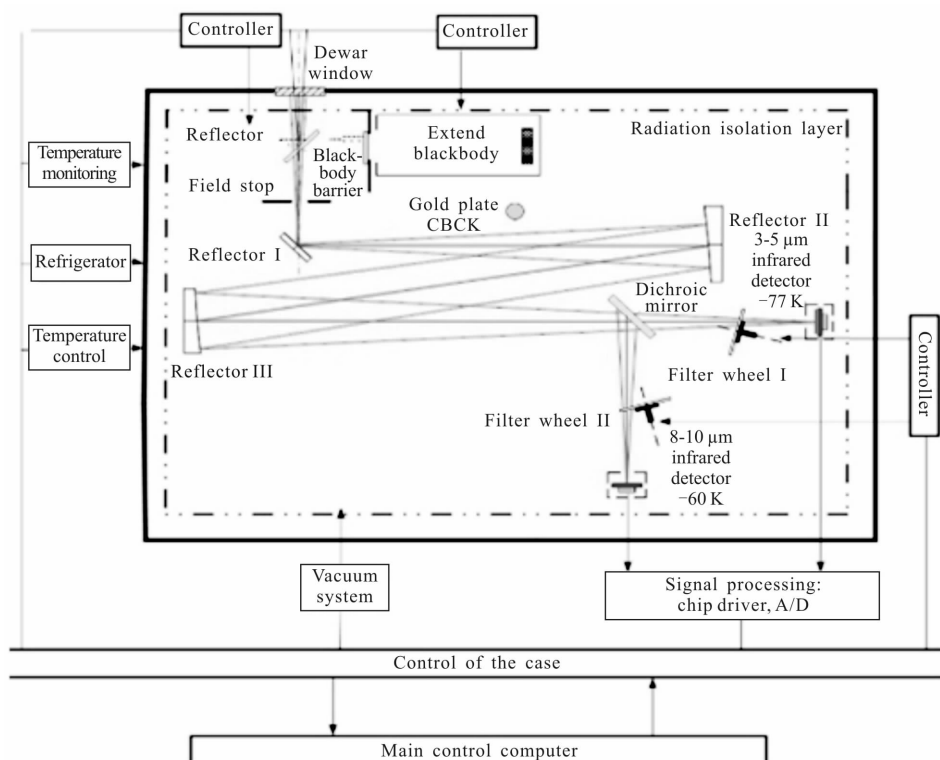 Controller
Controller
Dewar
window
Reflector
Black-
body
barrier
Extend
blackbody
Radiation isolation layer
Temperature
monitoring
Field stop
Gold plate
CBCK
Reflector I
Reflector II
3-5 μm
infrared
detector
−77 K
Refrigerator
Dichroic
mirror
Temperature
control
Reflector III
Filter wheel I
Controller
Filter wheel II
8-10 μm
infrared
detector
−60 K
Vacuum
system
Signal processing:
chip driver, A/D
Control of the case
Main control computer